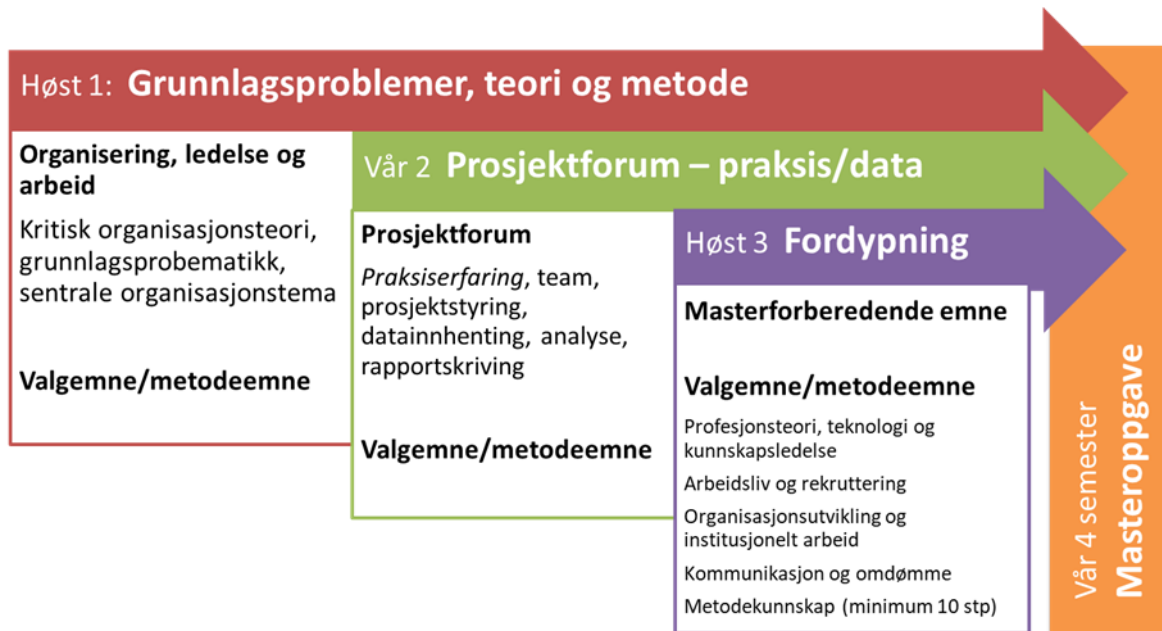 Høst 1: Grunnlagsproblemer, teori og metode
Organisering, ledelse og
arbeid
Kritisk organisasjonsteori,
grunnlagsprobematikk,
sentrale organisasjonstema
Valgemne/metodeemne
Vår 2 Prosjektforum – praksis/data
Prosjektforum
Praksiserfaring, team,
prosjektstyring,
datainnhenting, analyse,
rapportskriving
Valgemne/metodeemne
Høst 3 Fordypning
Masterforberedende emne
Valgemne/metodeemne
Profesjonsteori, teknologi og
kunnskapsledelse
Arbeidsliv og rekruttering
Organisasjonsutvikling og
institusjonelt arbeid
Kommunikasjon og omdømme
Metodekunnskap (minimum 10 stp)
Vår 4 semester
Masteroppgave